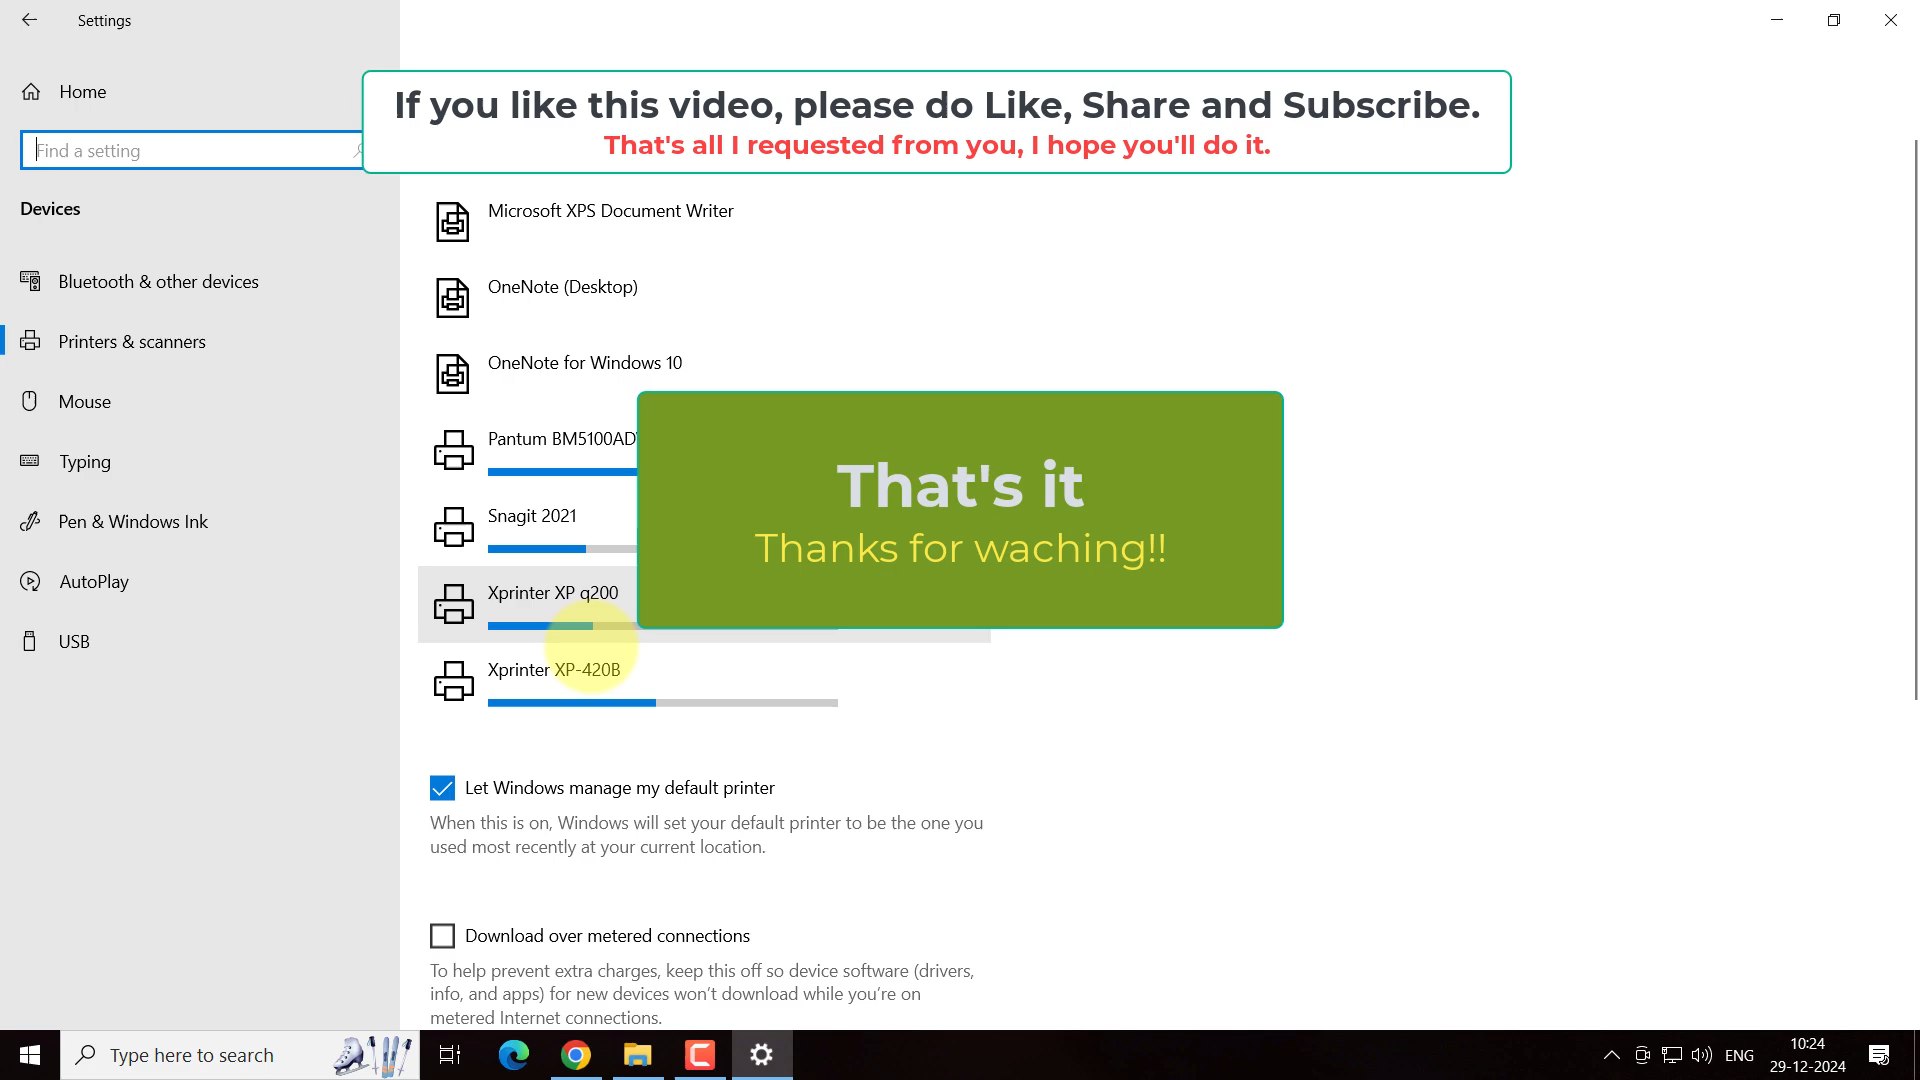 Settings
Home
If you like this video, please do Like, Share and Subscribe.
That's all I requested from you, I hope you'll do it.
Find a setting
Devices
Microsoft XPS Document Writer
Bluetooth & other devices
OneNote (Desktop)
Printers & scanners
OneNote for Windows 10
Mouse
Pantum BM5100AD
Typing
That's it
Snagit 2021
Pen & Windows Ink
Thanks for waching!!
AutoPlay
Xprinter XP q200
USB
Xprinter XP-420B
Let Windows manage my default printer
When this is on, Windows will set your default printer to be the one you
used most recently at your current location.
Download over metered connections
To help prevent extra charges, keep this off so device software (drivers,
info, and apps) for new devices won't download while you're on
metered Internet connections.
Type here to search
ENG
10:24
29-12-2024